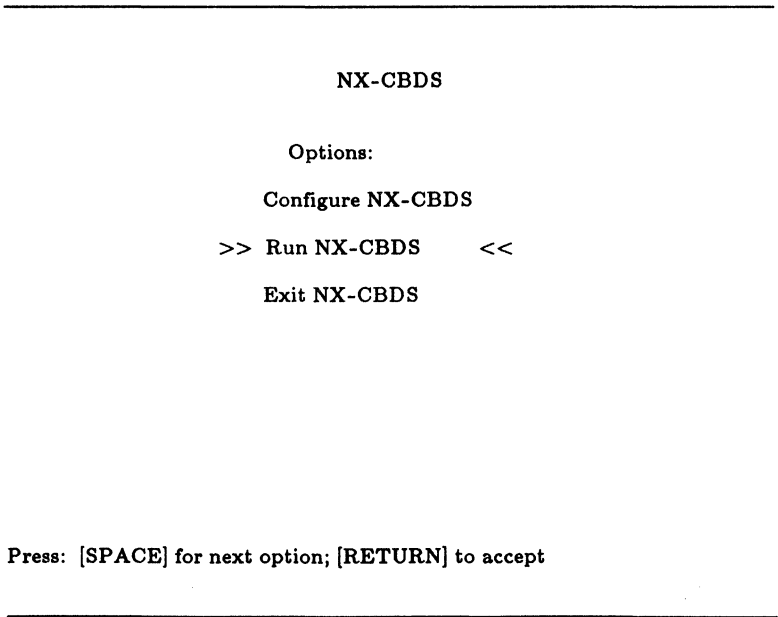 NX-CBDS
Options:
Configure NX-CBDS
>> Run NX-CBDS <<
Exit NX-CBDS
Press: [SPACE] for next option; [RETURN] to accept